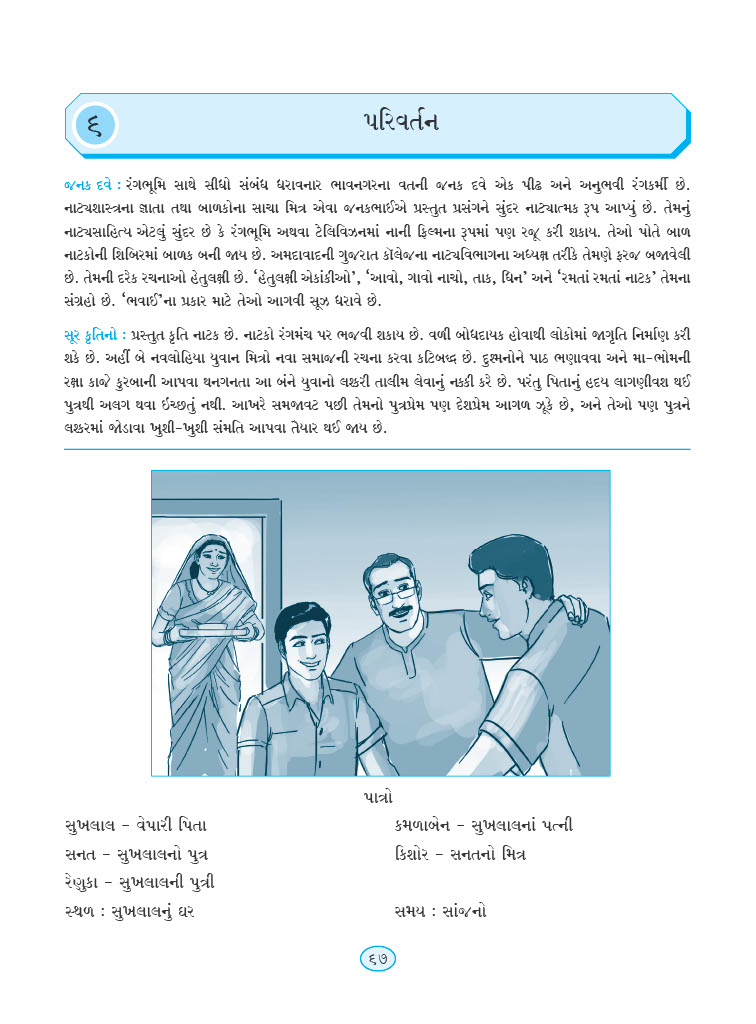 ૬
પરિવર્તન
જનક દવે : રંગભૂમિ સાથે સીધો સંબંધ ધરાવનાર ભાવનગરના વતની જનક દવે એક પીઢ અને અનુભવી રંગકર્મી છે.
નાટ્યશાસ્ત્રના જ્ઞાતા તથા બાળકોના સાચા મિત્ર એવા જનકભાઈએ પ્રસ્તુત પ્રસંગને સુંદર નાટ્યાત્મક રૂપ આપ્યું છે. તેમનું
નાટ્યસાહિત્ય એટલું સુંદર છે કે રંગભૂમિ અથવા ટેલિવિઝનમાં નાની ફિલ્મના રૂપમાં પણ રજૂ કરી શકાય. તેઓ પોતે બાળ
નાટકોની શિબિરમાં બાળક બની જાય છે. અમદાવાદની ગુજરાત કૉલેજના નાટ્યવિભાગના અધ્યક્ષ તરીકે તેમણે ફરજ બજાવેલી
છે. તેમની દરેક રચનાઓ હેતુલક્ષી છે. ‘હેતુલક્ષી એકાંકીઓ’, ‘આવો, ગાવો નાચો, તાક, ધિન’ અને ‘રમતાં રમતાં નાટક’ તેમના
સંગ્રહો છે. ‘ભવાઈ’ના પ્રકાર માટે તેઓ આગવી સૂઝ ધરાવે છે.
સૂર કૃતિનો : પ્રસ્તુત કૃતિ નાટક છે. નાટકો રંગમંચ પર ભજવી શકાય છે. વળી બોધદાયક હોવાથી લોકોમાં જાગૃતિ નિર્માણ કરી
શકે છે. અહીં બે નવલોહિયા યુવાન મિત્રો નવા સમાજની રચના કરવા કટિબધ્ધ છે. દુશ્મનોને પાઠ ભણાવવા અને મા-ભોમની
રક્ષા કાજે કુરબાની આપવા થનગનતા આ બંને યુવાનો લશ્કરી તાલીમ લેવાનું નક્કી કરે છે. પરંતુ પિતાનું હૃદય લાગણીવશ થઈ
પુત્રથી અલગ થવા ઇચ્છતું નથી. આખરે સમજાવટ પછી તેમનો પુત્રપ્રેમ પણ દેશપ્રેમ આગળ ઝૂકે છે, અને તેઓ પણ પુત્રને
લશ્કરમાં જોડાવા ખુશી-ખુશી સંમતિ આપવા તૈયાર થઈ જાય છે.
પાત્રો
સુખલાલ - વેપારી પિતા કમળાબેન - સુખલાલનાં પત્ની
સનત - સુખલાલનો પુત્ર કિશોર - સનતનો મિત્ર
રેણુકા - સુખલાલની પુત્રી
સ્થળ : સુખલાલનું ઘર સમય : સાંજનો
૬૭